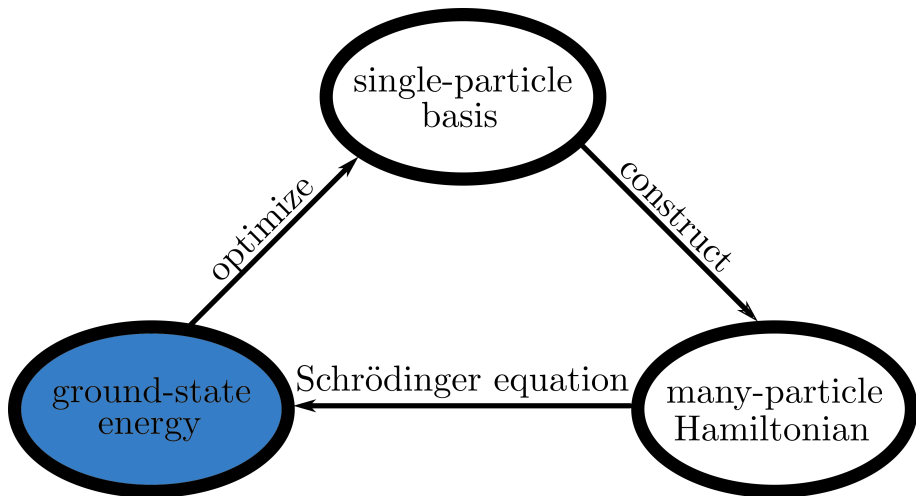 single-particle
basis
optimize
construct
ground-state
energy
Schrödinger equation
many-particle
Hamiltonian